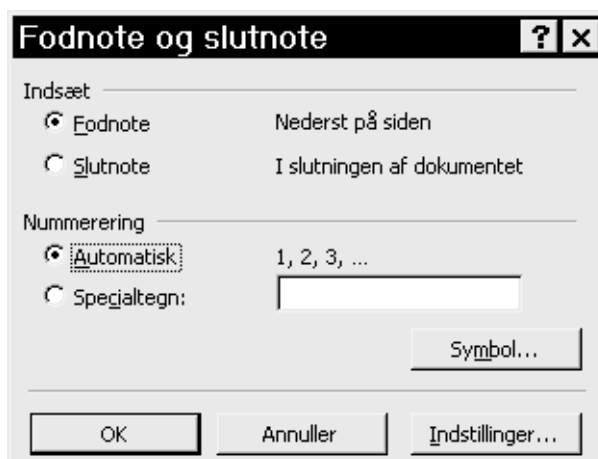 Fodnote og slutnote ? ×
Indsæt
Fodnote Nederst på siden
Slutnote I slutningen af dokumentet
Nummerering
Automatisk 1, 2, 3, ...
Specialtegn:
Symbol...
OK Annuller Indstillinger...